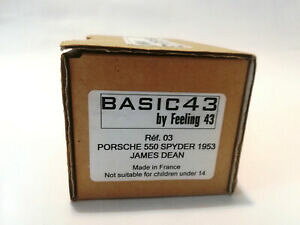 BASIC43
by Feeling 43
Réf. 03
PORSCHE 550 SPYDER 1953
JAMES DEAN
Made in France
Not suitable for children under 14